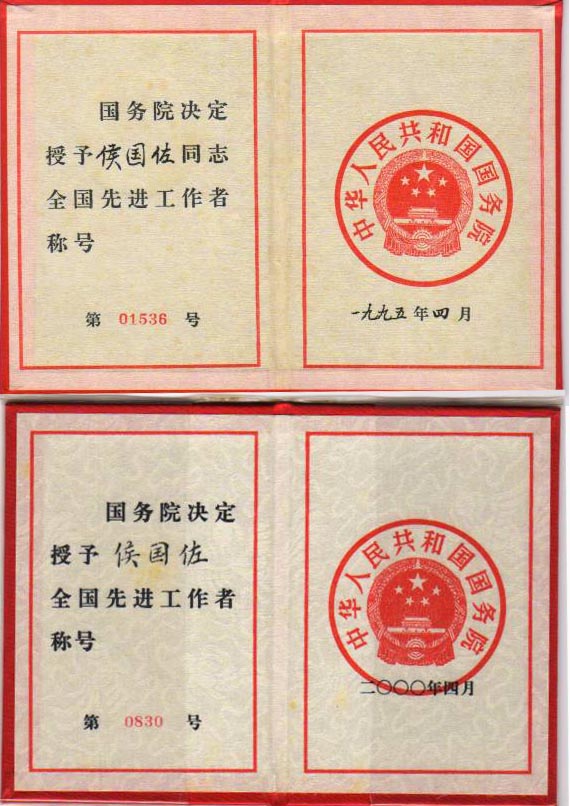 国务院决定
授予侯国佐同志
全国先进工作者
称号
第 01536 号
中华人民共和国国务院
一九九五年四月
国务院决定
授予侯国佐
全国先进工作者
称号
第 0830 号
中华人民共和国国务院
二〇〇〇年四月